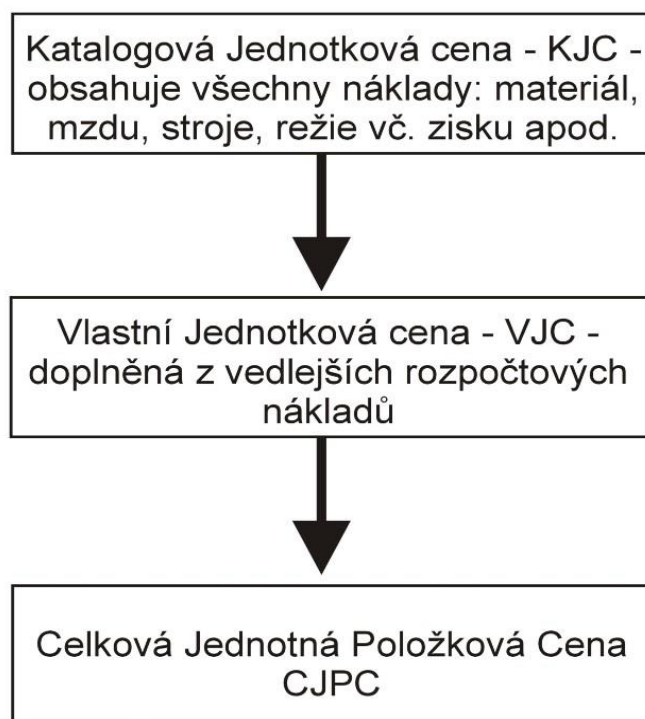 Katalogová Jednotková cena - KJC -
obsahuje všechny náklady: materiál,
mzdu, stroje, režie vč. zisku apod.
Vlastní Jednotková cena - VJC -
doplněná z vedlejších rozpočtových
nákladů
Celková Jednotná Položková Cena
CJPC